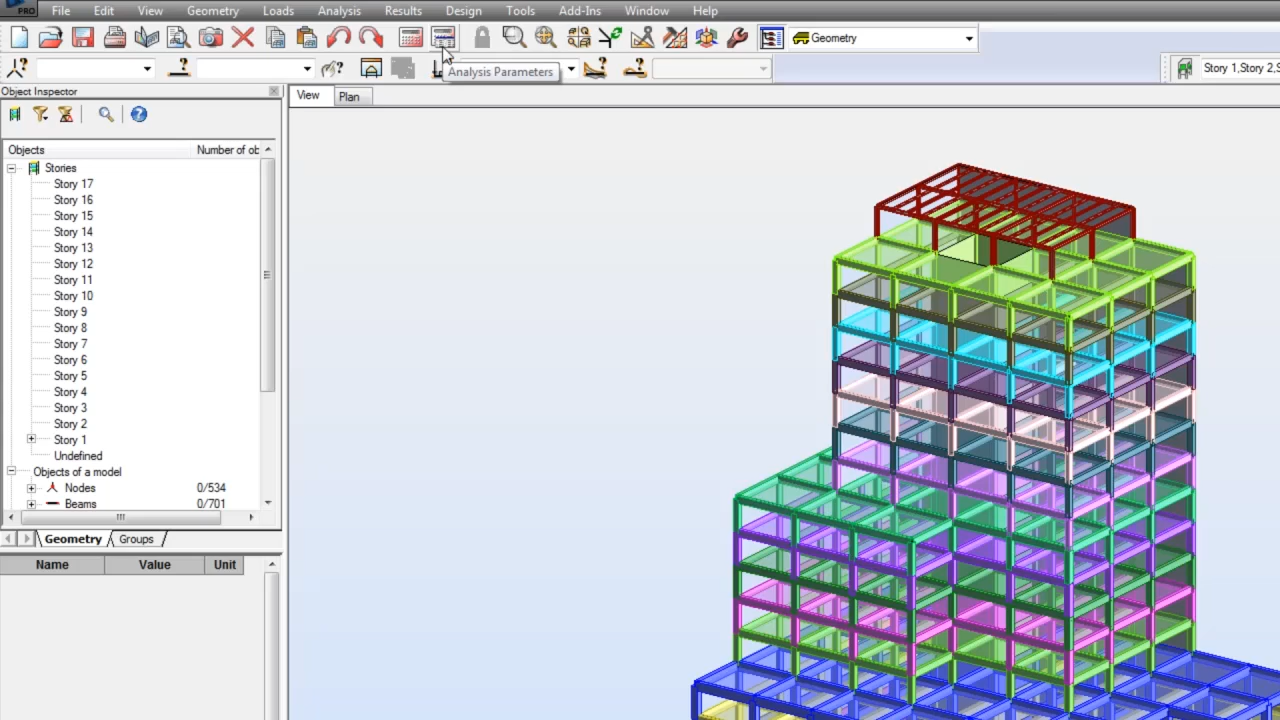 PRO File Edit View Geometry Loads Analysis Results Design Tools Add-Ins Window Help
Geometry
Analysis Parameters
Story 1,Story 2,S
Object Inspector
View Plan
Objects Number of ob
Stories
Story 17
Story 16
Story 15
Story 14
Story 13
Story 12
Story 11
Story 10
Story 9
Story 8
Story 7
Story 6
Story 5
Story 4
Story 3
Story 2
Story 1
Undefined
Objects of a model
Nodes 0/534
Beams 0/701
Geometry Groups
Name Value Unit